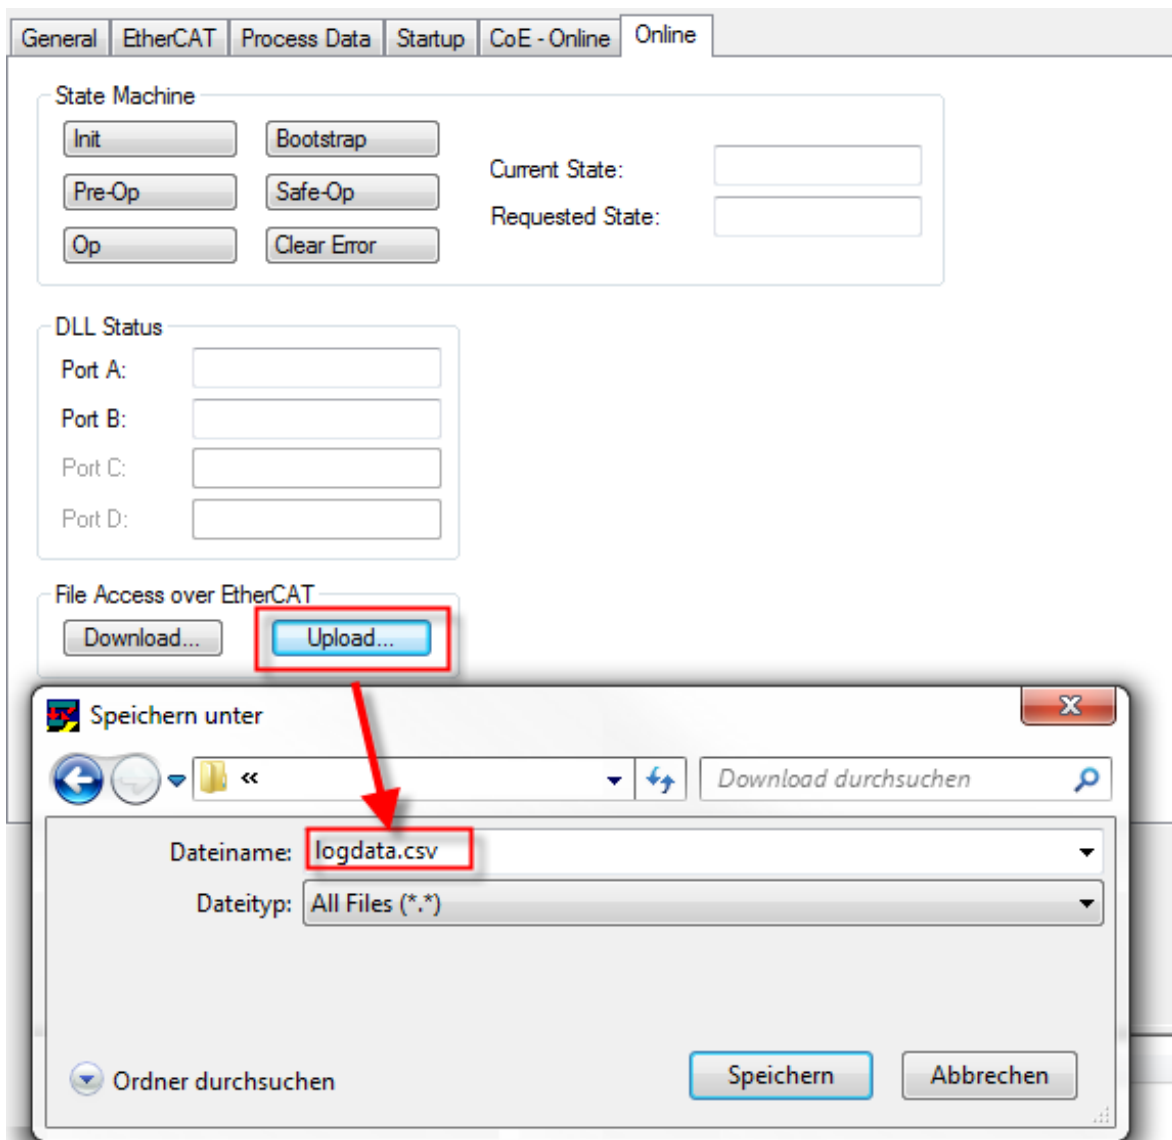 General EtherCAT Process Data Startup CoE - Online Online
State Machine
Init Bootstrap
Current State:
Pre-Op Safe-Op
Requested State:
Op Clear Error
DLL Status
Port A:
Port B:
Port C:
Port D:
File Access over EtherCAT
Download... Upload...
Speichern unter
« Download durchsuchen
Dateiname: logdata.csv
Dateityp: All Files (*.*)
Ordner durchsuchen Speichern Abbrechen